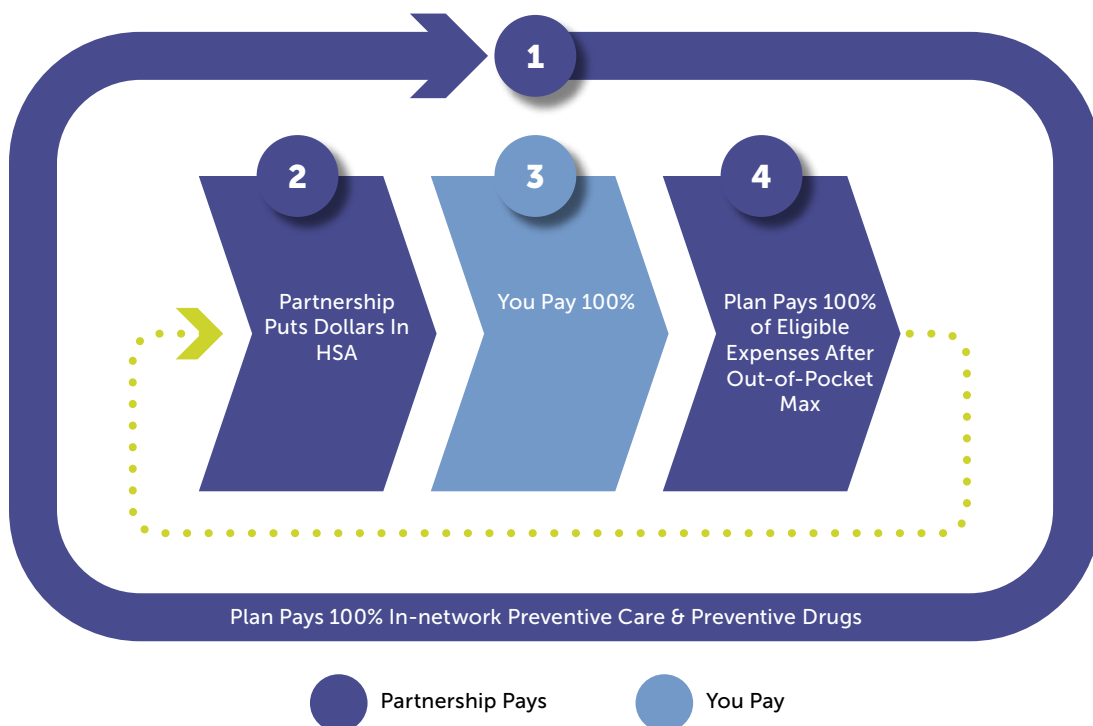 1
2
3
4
Partnership
Puts Dollars In
HSA
You Pay 100%
Plan Pays 100%
of Eligible
Expenses After
Out-of-Pocket
Max
Plan Pays 100% In-network Preventive Care & Preventive Drugs
Partnership Pays
You Pay